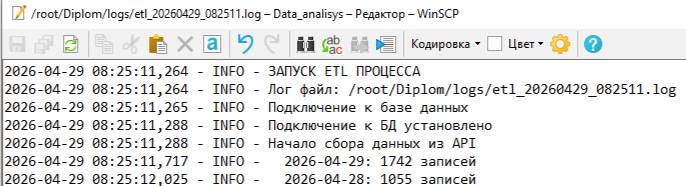 /root/Diplom/logs/etl_20260429_082511.log – Data_analisys – Редактор – WinSCP
Кодировка Цвет
2026-04-29 08:25:11,264 - INFO - ЗАПУСК ETL ПРОЦЕССА
2026-04-29 08:25:11,264 - INFO - Лог файл: /root/Diplom/logs/etl_20260429_082511.log
2026-04-29 08:25:11,265 - INFO - Подключение к базе данных
2026-04-29 08:25:11,288 - INFO - Подключение к БД установлено
2026-04-29 08:25:11,288 - INFO - Начало сбора данных из API
2026-04-29 08:25:11,717 - INFO -   2026-04-29: 1742 записей
2026-04-29 08:25:12,025 - INFO -   2026-04-28: 1055 записей